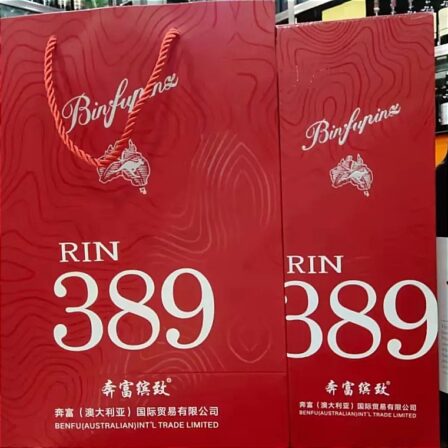 Binfupinz
RIN
389
奔富缤致®
奔富（澳大利亚）国际贸易有限公司
BENFU(AUSTRALIAN)INT'L TRADE LIMITED
Binfupinz
RIN
389
奔富缤致®
奔富（澳大利亚）国际贸易有限公司
BENFU(AUSTRALIAN)INT'L TRADE LIMITED